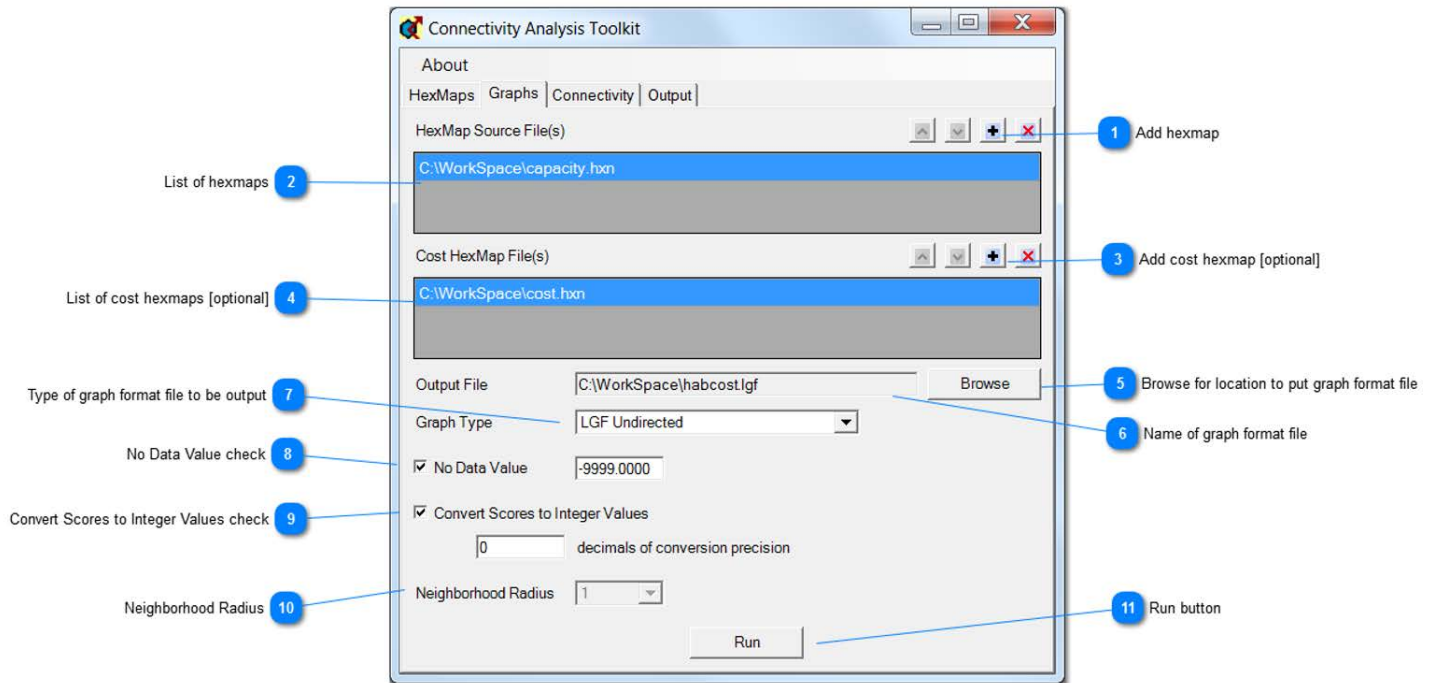 Connectivity Analysis Toolkit
About
HexMaps Graphs Connectivity Output
HexMap Source File(s)
1 Add hexmap
C:\WorkSpace\capacity.hxn
List of hexmaps 2
Cost HexMap File(s)
3 Add cost hexmap [optional]
C:\WorkSpace\cost.hxn
List of cost hexmaps [optional] 4
Output File C:\WorkSpace\habcost.lgf Browse
5 Browse for location to put graph format file
Type of graph format file to be output 7
Graph Type LGF Undirected
6 Name of graph format file
No Data Value check 8
No Data Value -9999.0000
Convert Scores to Integer Values check 9
Convert Scores to Integer Values
0 decimals of conversion precision
Neighborhood Radius 10
Neighborhood Radius 1
11 Run button
Run